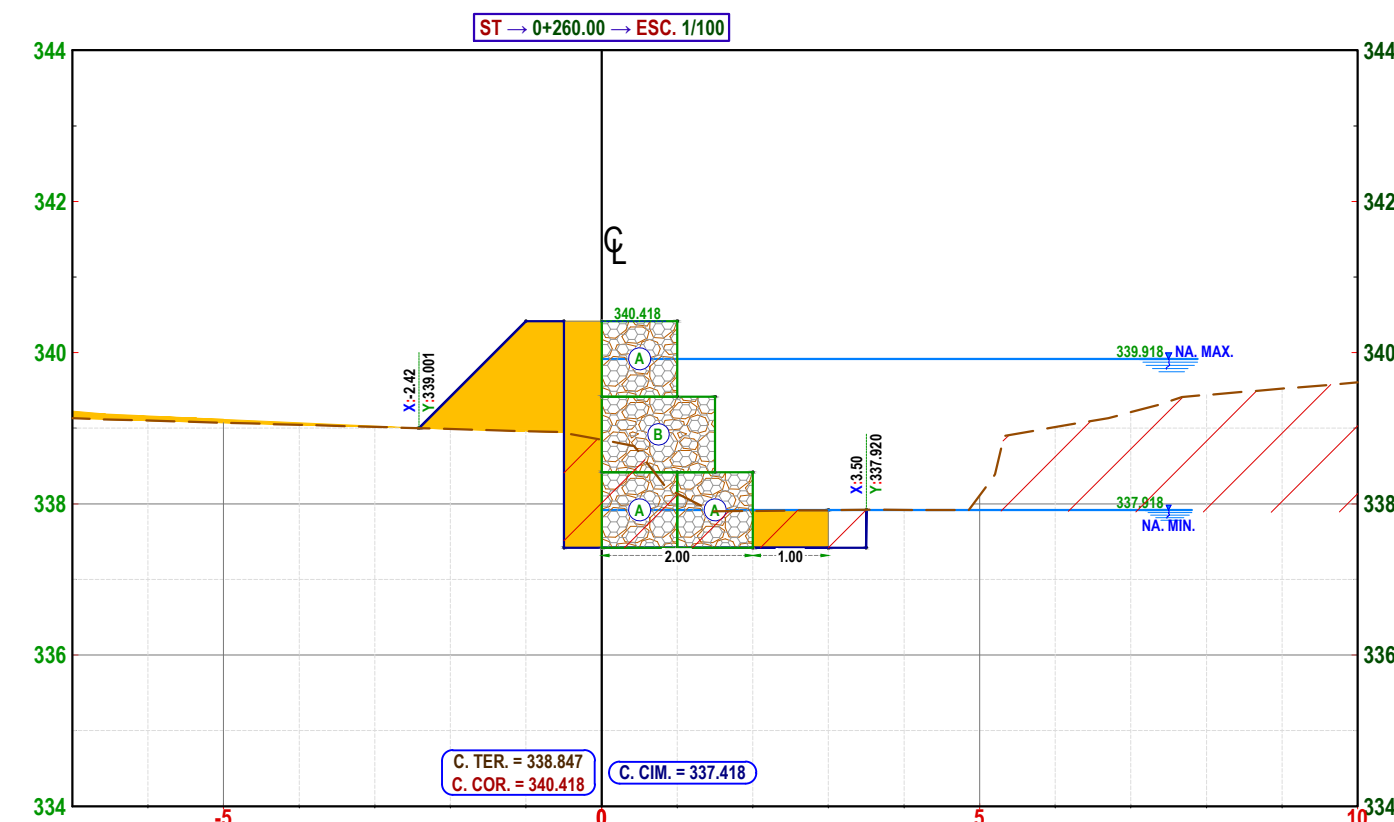 ST → 0+260.00 → ESC. 1/100
344
344
342
342
℄
340.418
A
339.918
NA. MAX.
340
340
X:-2.42
Y:339.001
B
X:3.50
Y:337.920
338
A
A
337.918
338
NA. MIN.
2.00
1.00
336
336
C. TER. = 338.847
C. COR. = 340.418
C. CIM. = 337.418
334
334
-5
0
5
10